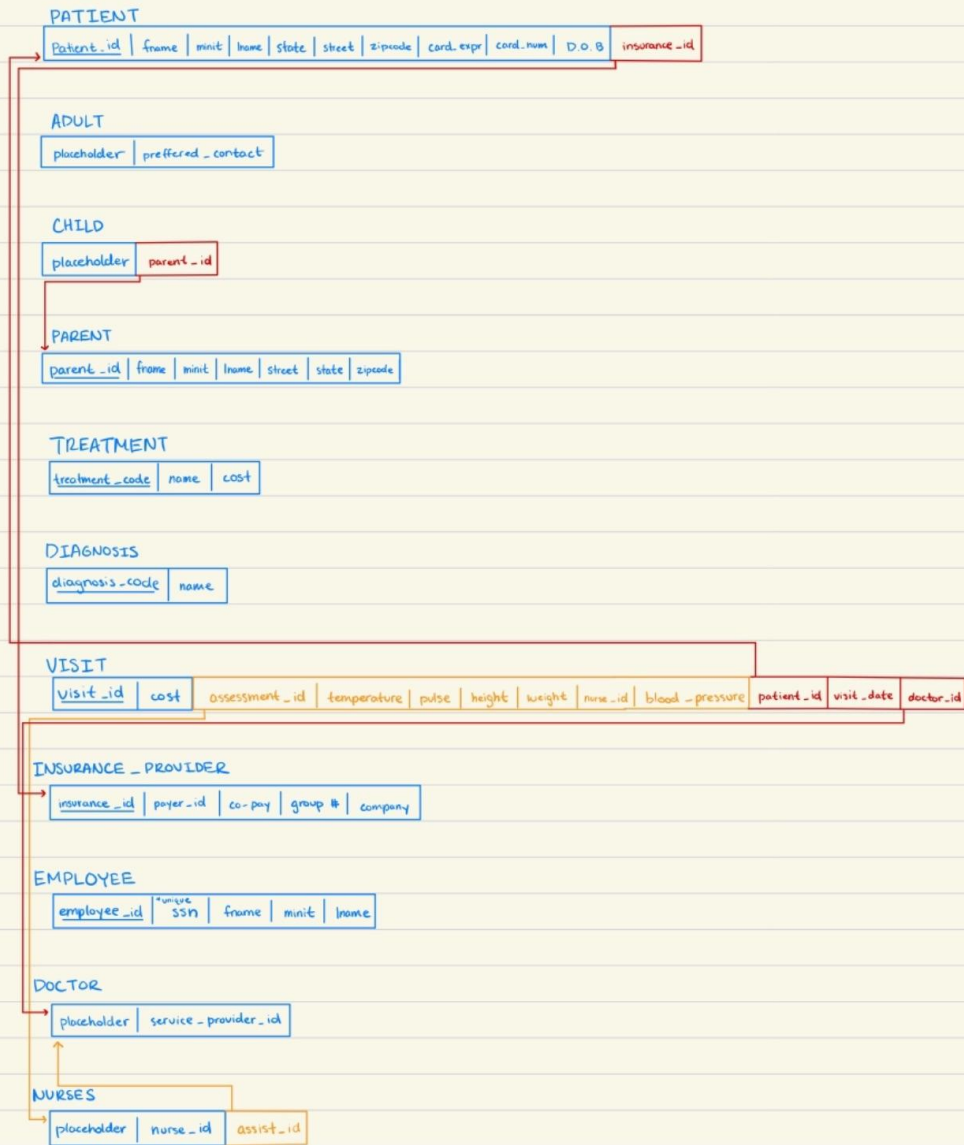 PATIENT
Patient_id fname minit lname state street zipcode card_expr card_num D.O.B insurance_id
ADULT
placeholder preffered_contact
CHILD
placeholder parent_id
PARENT
parent_id fname minit lname street state zipcode
TREATMENT
treatment_code name cost
DIAGNOSIS
diagnosis_code name
VISIT
visit_id cost assessment_id temperature pulse height weight nurse_id blood_pressure patient_id visit_date doctor_id
INSURANCE_PROVIDER
insurance_id payer_id co-pay group # company
EMPLOYEE
employee_id *unique ssn fname minit lname
DOCTOR
placeholder service_provider_id
NURSES
placeholder nurse_id assist_id